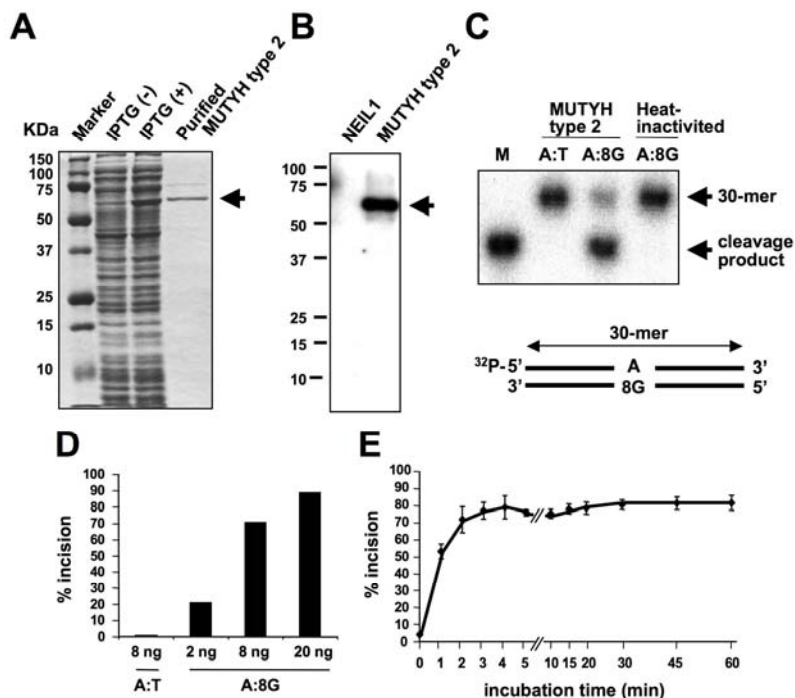 A
KDa
Marker
IPTG (-)
IPTG (+)
Purified
MUTYH type 2
150
100
75
50
37
25
15
10
B
NEIL1
MUTYH type 2
100
75
50
37
25
15
10
C
MUTYH
type 2
Heat-
inactivited
M A:T A:8G A:8G
30-mer
cleavage
product
30-mer
32P-5' A 3'
3' 8G 5'
D
% incision
100
90
80
70
60
50
40
30
20
10
0
8 ng 2 ng 8 ng 20 ng
A:T A:8G
E
% incision
100
90
80
70
60
50
40
30
20
10
0
0 1 2 3 4 5 10 15 20 30 45 60
incubation time (min)